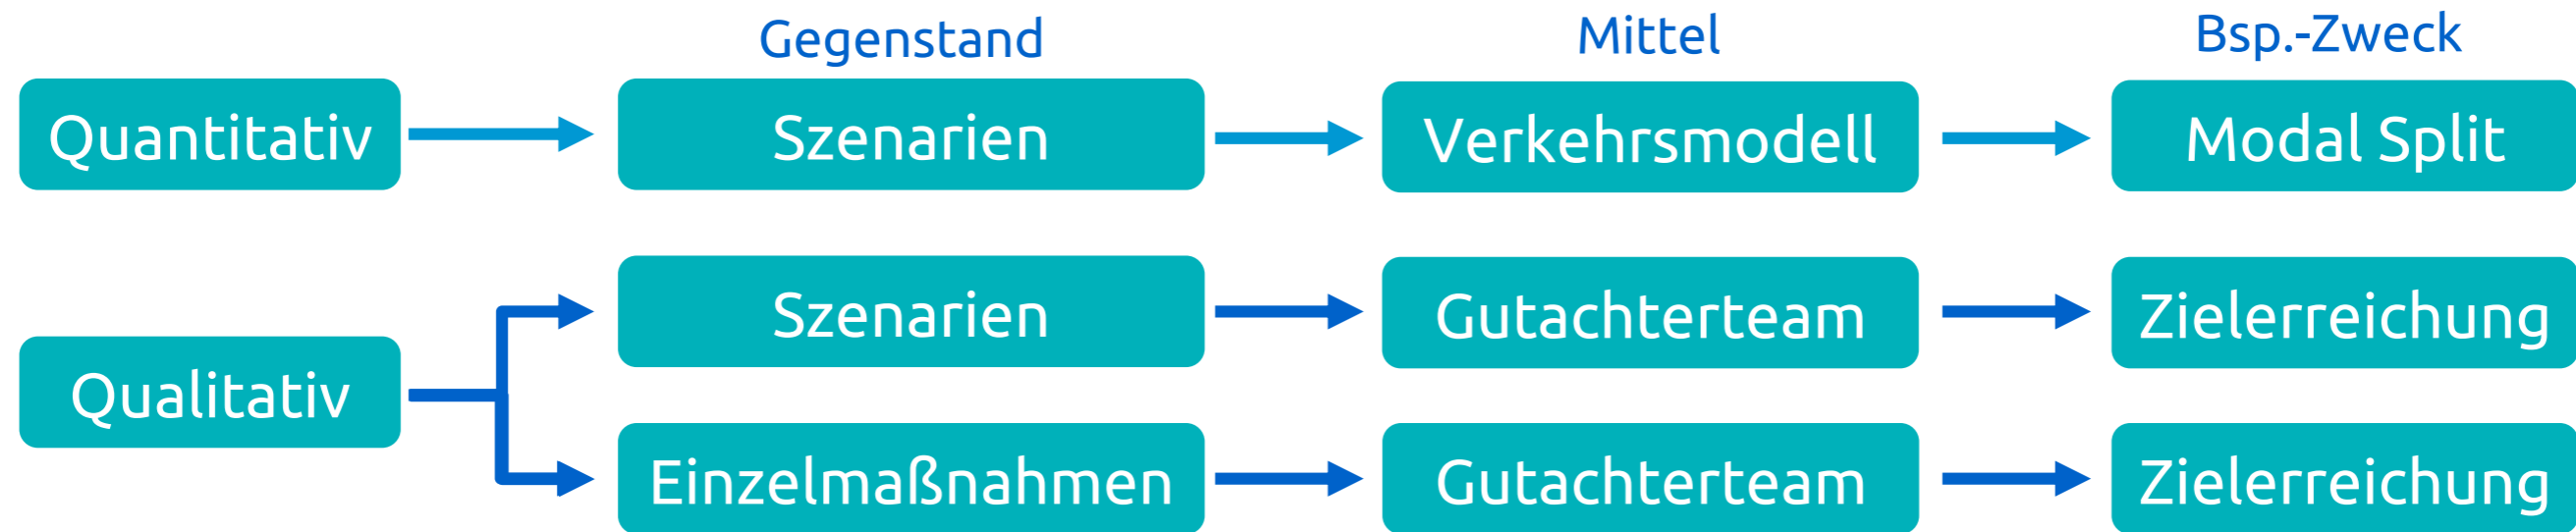 Gegenstand Mittel Bsp.-Zweck
Quantitativ Szenarien Verkehrsmodell Modal Split
Szenarien Gutachterteam Zielerreichung
Qualitativ
Einzelmaßnahmen Gutachterteam Zielerreichung